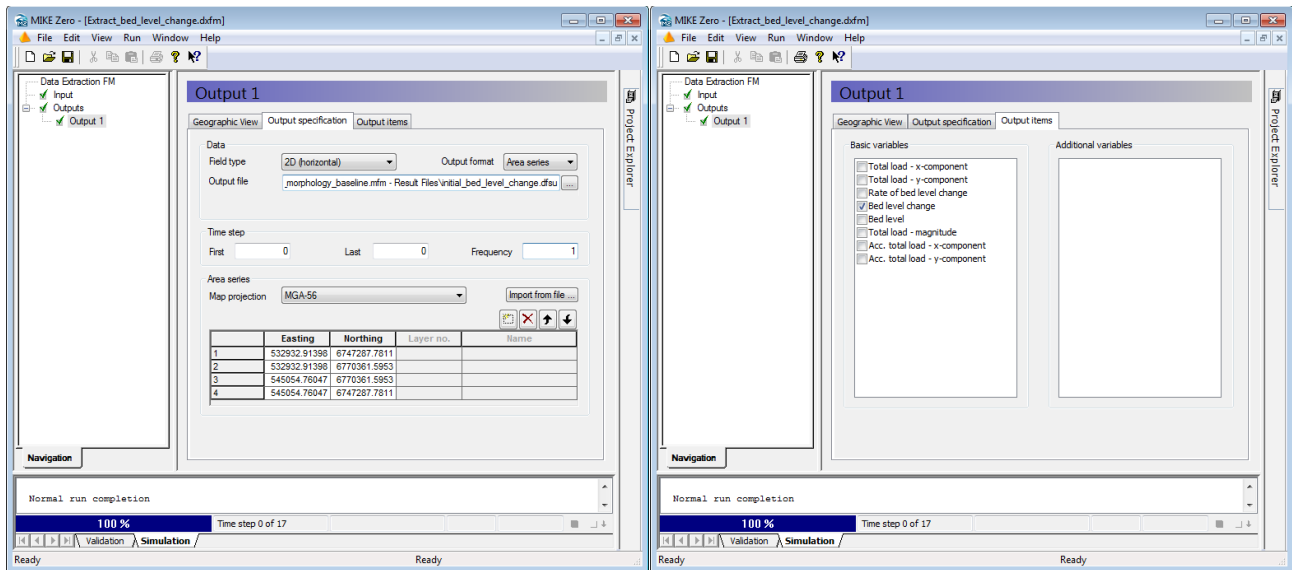 MIKE Zero - [Extract_bed_level_change.dxfm]
File Edit View Run Window Help
Data Extraction FM
Input
Outputs
Output 1
Output 1
Geographic View Output specification Output items
Data
Field type 2D (horizontal) Output format Area series
Output file _morphology_baseline.mfm - Result Files\initial_bed_level_change.dfsu ...
Time step
First 0 Last 0 Frequency 1
Area series
Map projection MGA-56 Import from file ...
Easting Northing Layer no. Name
1 532932.91398 6747287.7811
2 532932.91398 6770361.5953
3 545054.76047 6770361.5953
4 545054.76047 6747287.7811
Project Explorer
Navigation
Normal run completion
100 % Time step 0 of 17
Validation Simulation
Ready Ready
MIKE Zero - [Extract_bed_level_change.dxfm]
File Edit View Run Window Help
Data Extraction FM
Input
Outputs
Output 1
Output 1
Geographic View Output specification Output items
Basic variables Additional variables
Total load - x-component
Total load - y-component
Rate of bed level change
Bed level change
Bed level
Total load - magnitude
Acc. total load - x-component
Acc. total load - y-component
Project Explorer
Navigation
Normal run completion
100 % Time step 0 of 17
Validation Simulation
Ready Ready